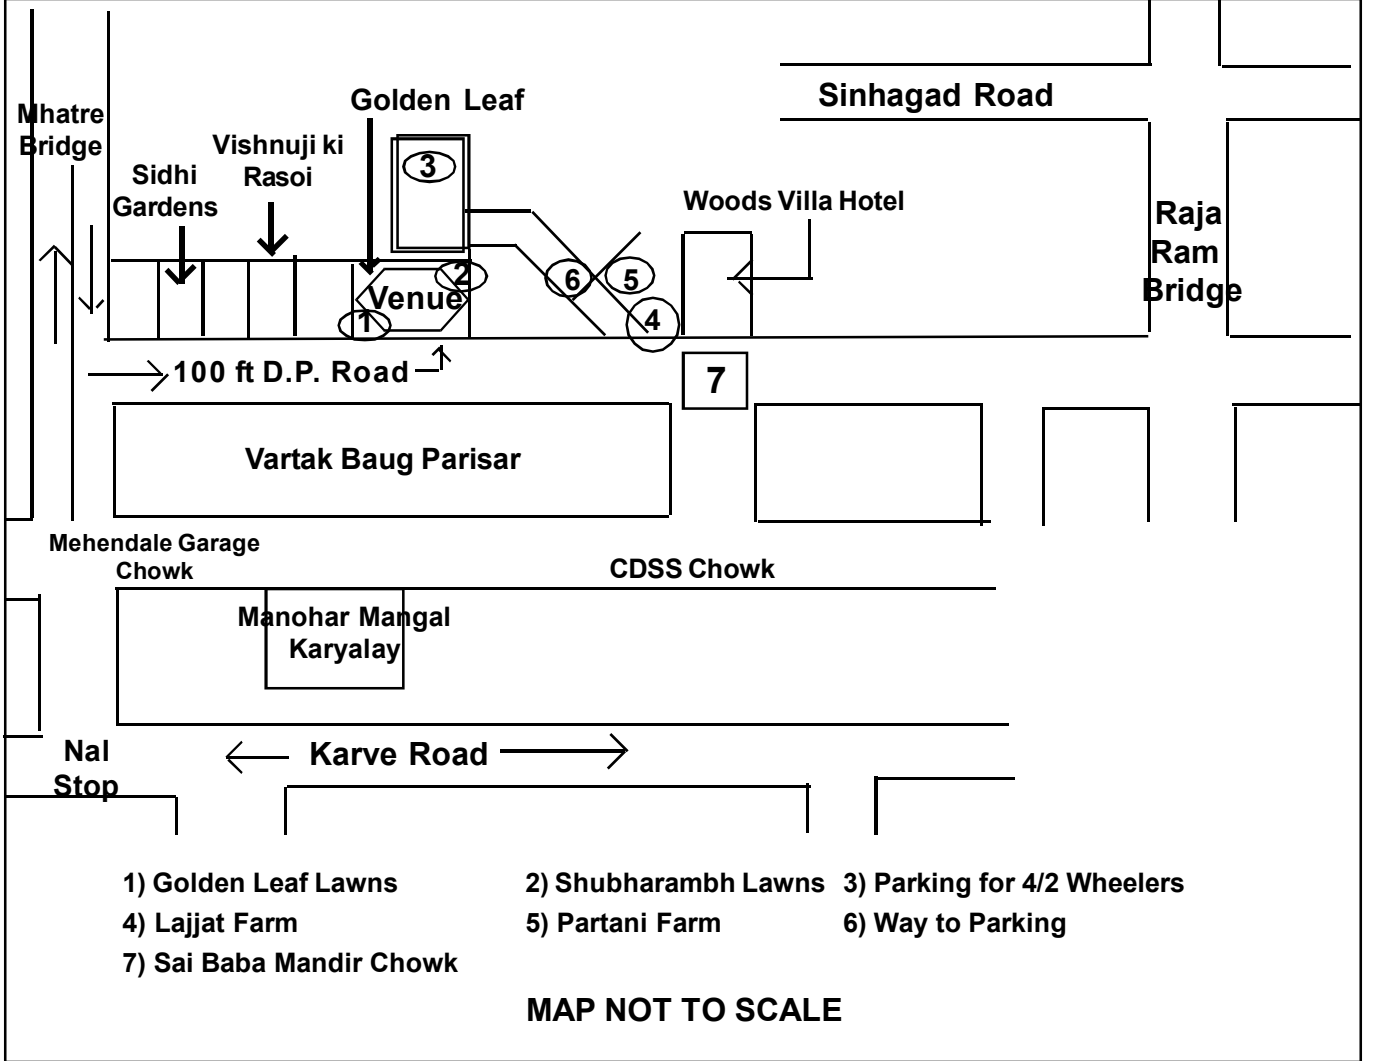 Golden Leaf
Sinhagad Road
Mhatre
Bridge
Vishnuji ki
Rasoi
3
Sidhi
Gardens
Woods Villa Hotel
Raja
Ram
Bridge
2
6
5
Venue
1
4
100 ft D.P. Road
7
Vartak Baug Parisar
Mehendale Garage
Chowk
CDSS Chowk
Manohar Mangal
Karyalay
Nal
Stop
Karve Road
1) Golden Leaf Lawns
2) Shubharambh Lawns
3) Parking for 4/2 Wheelers
4) Lajjat Farm
5) Partani Farm
6) Way to Parking
7) Sai Baba Mandir Chowk
MAP NOT TO SCALE